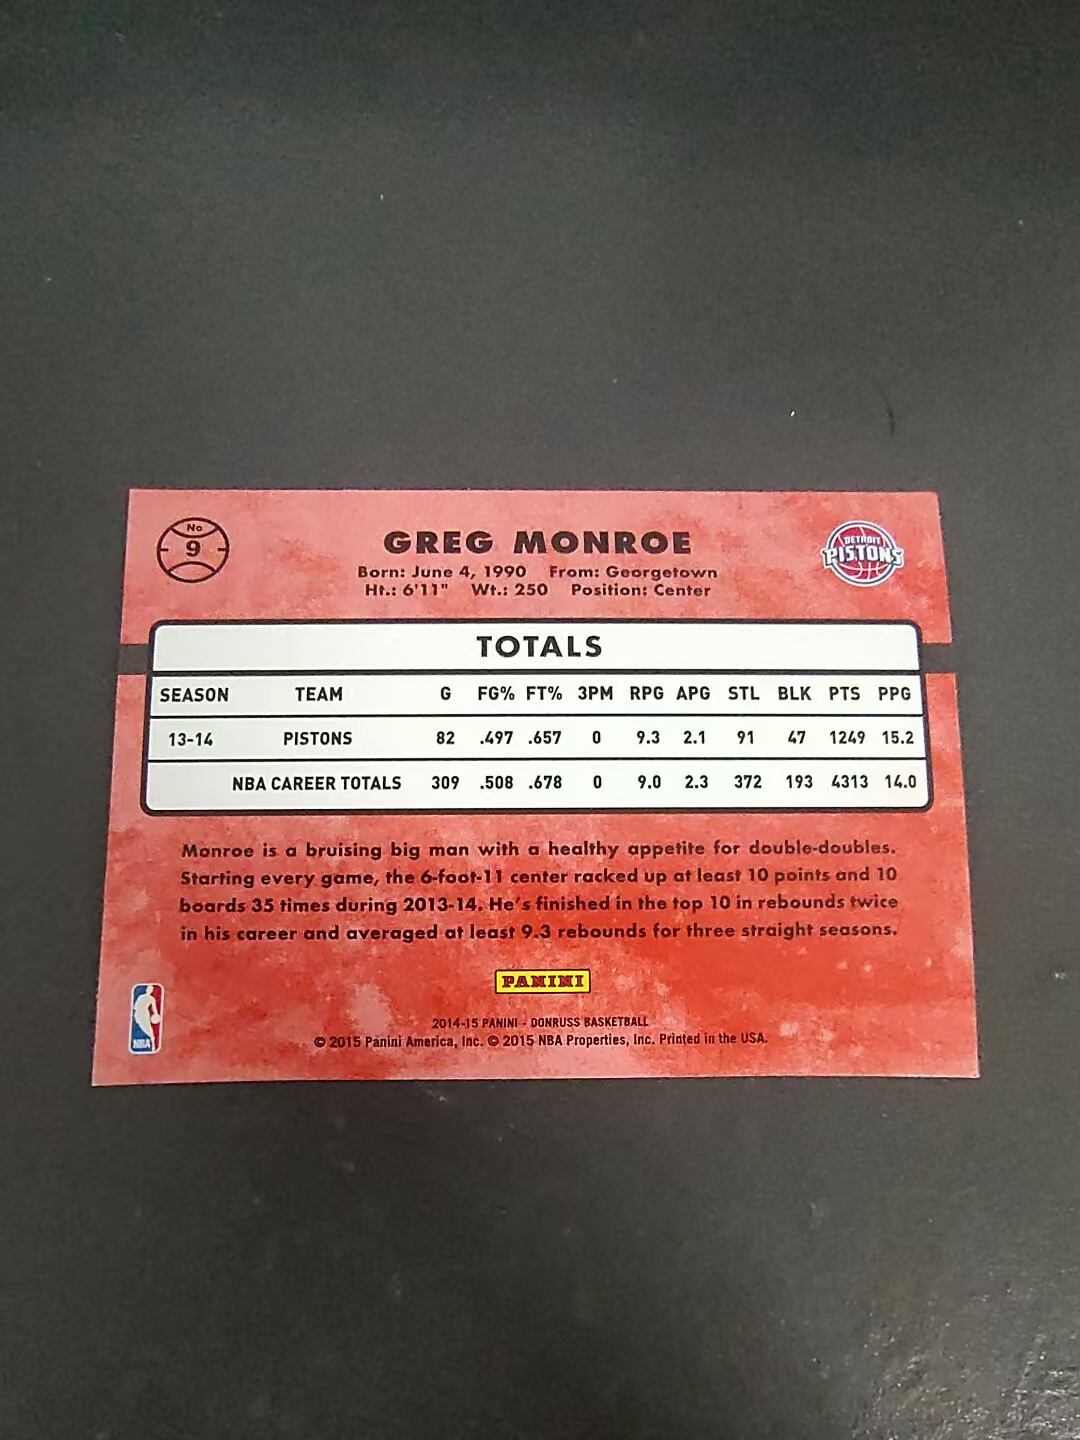 No
9
GREG MONROE
Born: June 4, 1990 From: Georgetown
Ht.: 6'11" Wt.: 250 Position: Center
DETROIT
PISTONS
TOTALS
SEASON TEAM G FG% FT% 3PM RPG APG STL BLK PTS PPG
13-14 PISTONS 82 .497 .657 0 9.3 2.1 91 47 1249 15.2
NBA CAREER TOTALS 309 .508 .678 0 9.0 2.3 372 193 4313 14.0
Monroe is a bruising big man with a healthy appetite for double-doubles.
Starting every game, the 6-foot-11 center racked up at least 10 points and 10
boards 35 times during 2013-14. He's finished in the top 10 in rebounds twice
in his career and averaged at least 9.3 rebounds for three straight seasons.
PANINI
NBA
2014-15 PANINI - DONRUSS BASKETBALL
© 2015 Panini America, Inc. © 2015 NBA Properties, Inc. Printed in the USA.